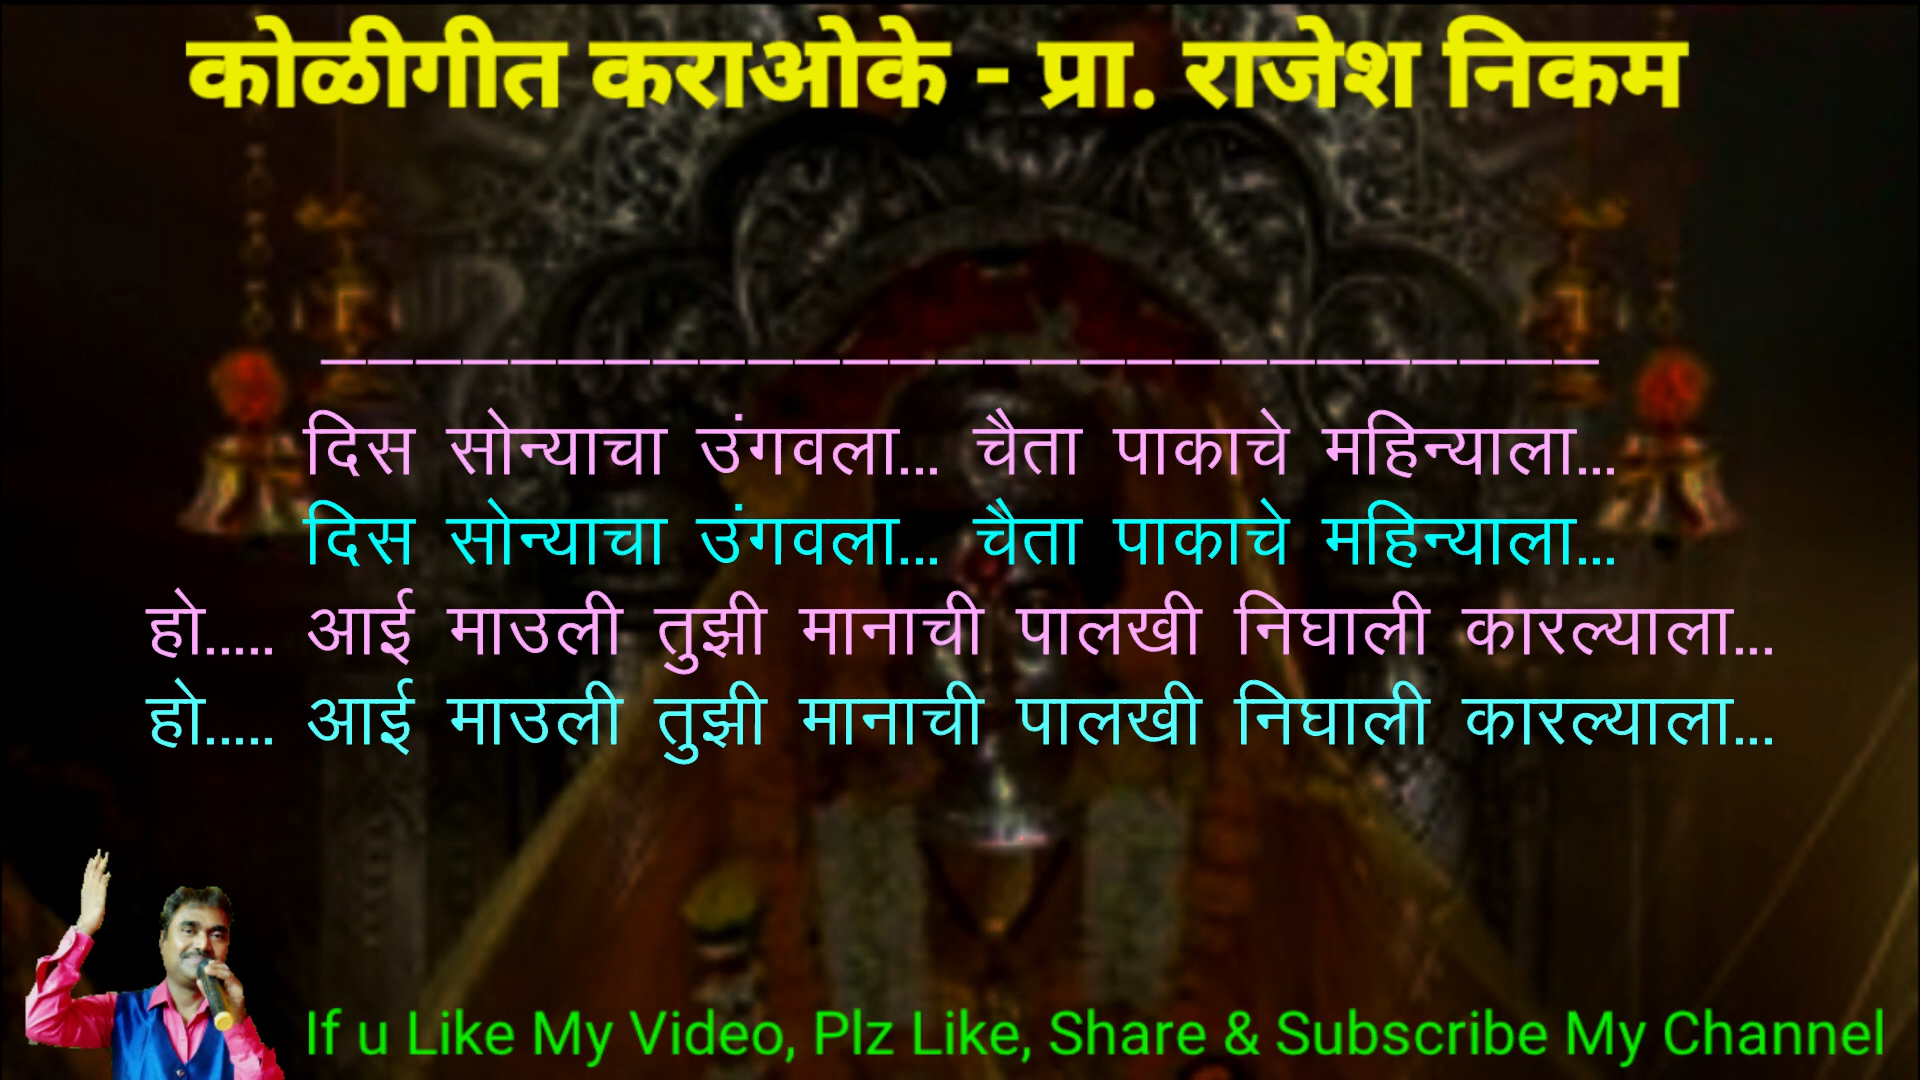 कोळीगीत कराओके - प्रा. राजेश निकम
___________________________
दिस सोन्याचा उंगवला... चैता पाकाचे महिन्याला...
दिस सोन्याचा उंगवला... चैता पाकाचे महिन्याला...
हो..... आई माउली तुझी मानाची पालखी निघाली कारल्याला...
हो..... आई माउली तुझी मानाची पालखी निघाली कारल्याला...
If u Like My Video, Plz Like, Share & Subscribe My Channel